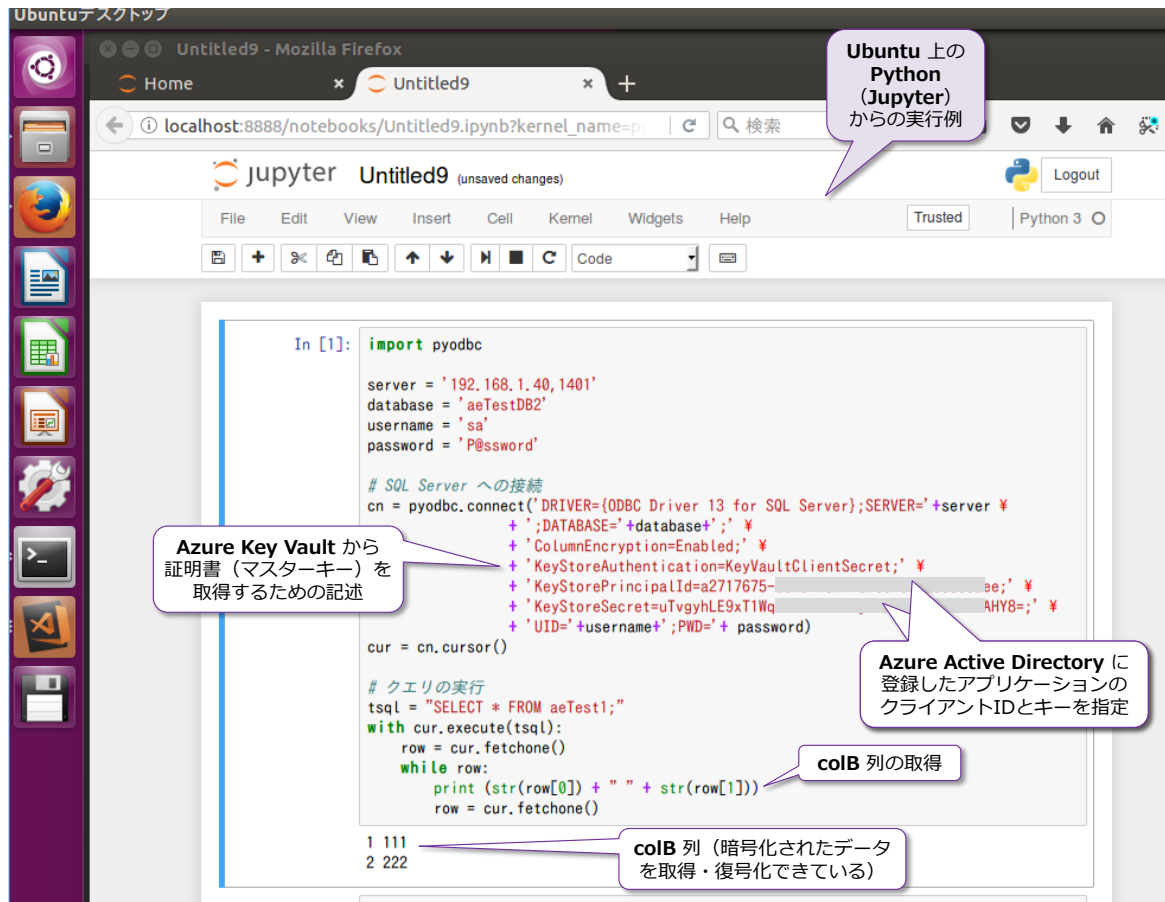 Ubuntuデスクトップ
Untitled9 - Mozilla Firefox
Home
Untitled9
localhost:8888/notebooks/Untitled9.ipynb?kernel_name=p
検索
Ubuntu 上の
Python
（Jupyter）
からの実行例
jupyter Untitled9 (unsaved changes)
Logout
File Edit View Insert Cell Kernel Widgets Help
Trusted
Python 3
Code
In [1]:
import pyodbc
server = '192.168.1.40,1401'
database = 'aeTestDB2'
username = 'sa'
password = 'P@ssword'
# SQL Server への接続
cn = pyodbc.connect('DRIVER={ODBC Driver 13 for SQL Server};SERVER='+server ¥
+ ';DATABASE='+database+';' ¥
+ 'ColumnEncryption=Enabled;' ¥
+ 'KeyStoreAuthentication=KeyVaultClientSecret;' ¥
+ 'KeyStorePrincipalId=a2717675- ee;' ¥
+ 'KeyStoreSecret=uTvgyhLE9xT1Wq AHY8=;' ¥
+ 'UID='+username+';PWD='+ password)
cur = cn.cursor()
Azure Key Vault から
証明書（マスターキー）を
取得するための記述
Azure Active Directory に
登録したアプリケーションの
クライアントIDとキーを指定
# クエリの実行
tsql = "SELECT * FROM aeTest1;"
with cur.execute(tsql):
row = cur.fetchone()
while row:
print (str(row[0]) + " " + str(row[1]))
row = cur.fetchone()
colB 列の取得
1 111
2 222
colB 列（暗号化されたデータ
を取得・復号化できている）